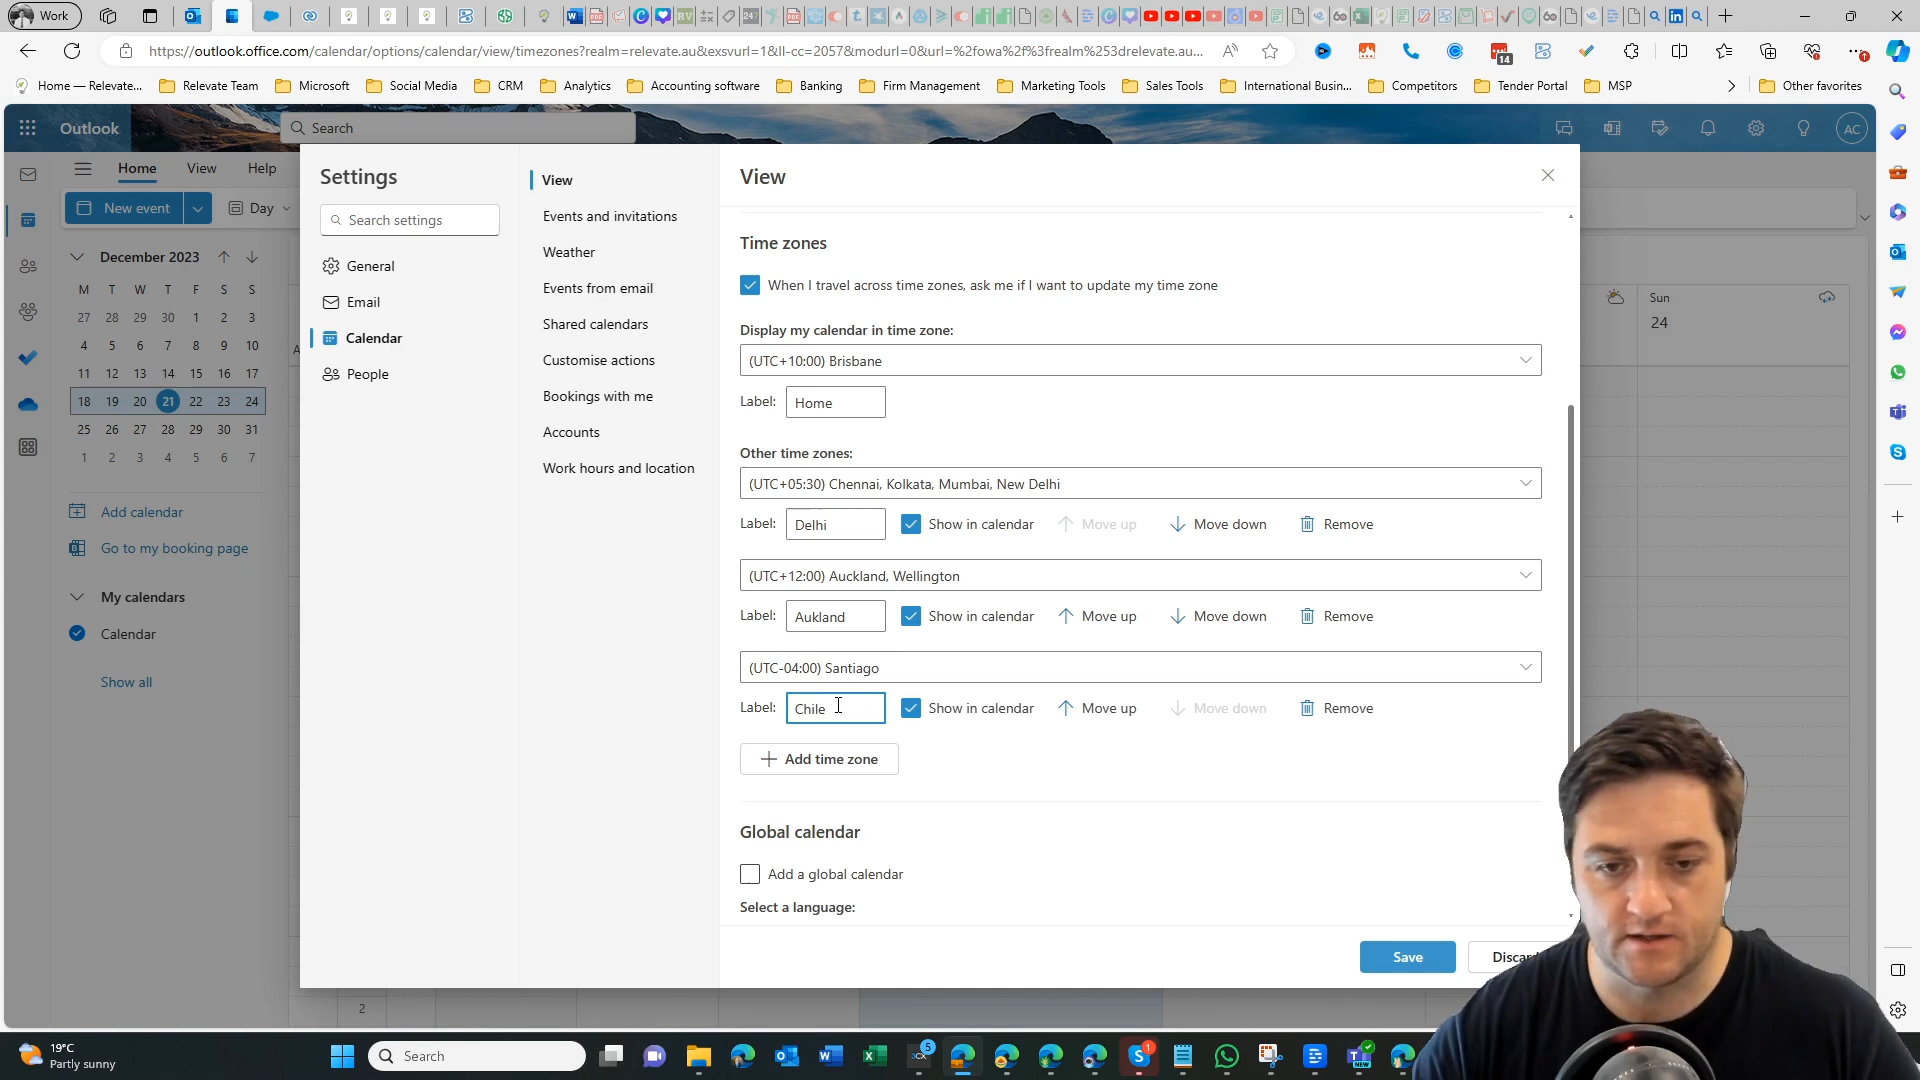 Work
https://outlook.office.com/calendar/options/calendar/view/timezones?realm=relevate.au&exsvurl=1&ll-cc=2057&modurl=0&url=%2fowa%2f%3frealm%253drelevate.au...
14
Home — Relevate... Relevate Team Microsoft Social Media CRM Analytics Accounting software Banking Firm Management Marketing Tools Sales Tools International Busin... Competitors Tender Portal MSP Other favorites
Outlook
Search
AC
Home View Help
New event
Day
December 2023
M T W T F S S
27 28 29 30 1 2 3
4 5 6 7 8 9 10
11 12 13 14 15 16 17
18 19 20 21 22 23 24
25 26 27 28 29 30 31
1 2 3 4 5 6 7
Add calendar
Go to my booking page
My calendars
Calendar
Show all
Settings
Search settings
General
Email
Calendar
People
View
Events and invitations
Weather
Events from email
Shared calendars
Customise actions
Bookings with me
Accounts
Work hours and location
View
Time zones
When I travel across time zones, ask me if I want to update my time zone
Display my calendar in time zone:
(UTC+10:00) Brisbane
Label: Home
Other time zones:
(UTC+05:30) Chennai, Kolkata, Mumbai, New Delhi
Label: Delhi Show in calendar Move up Move down Remove
(UTC+12:00) Auckland, Wellington
Label: Aukland Show in calendar Move up Move down Remove
(UTC-04:00) Santiago
Label: Chile Show in calendar Move up Move down Remove
Add time zone
Global calendar
Add a global calendar
Select a language:
Save
Sun
24
2
19°C
Partly sunny
Search
5
1
NEW